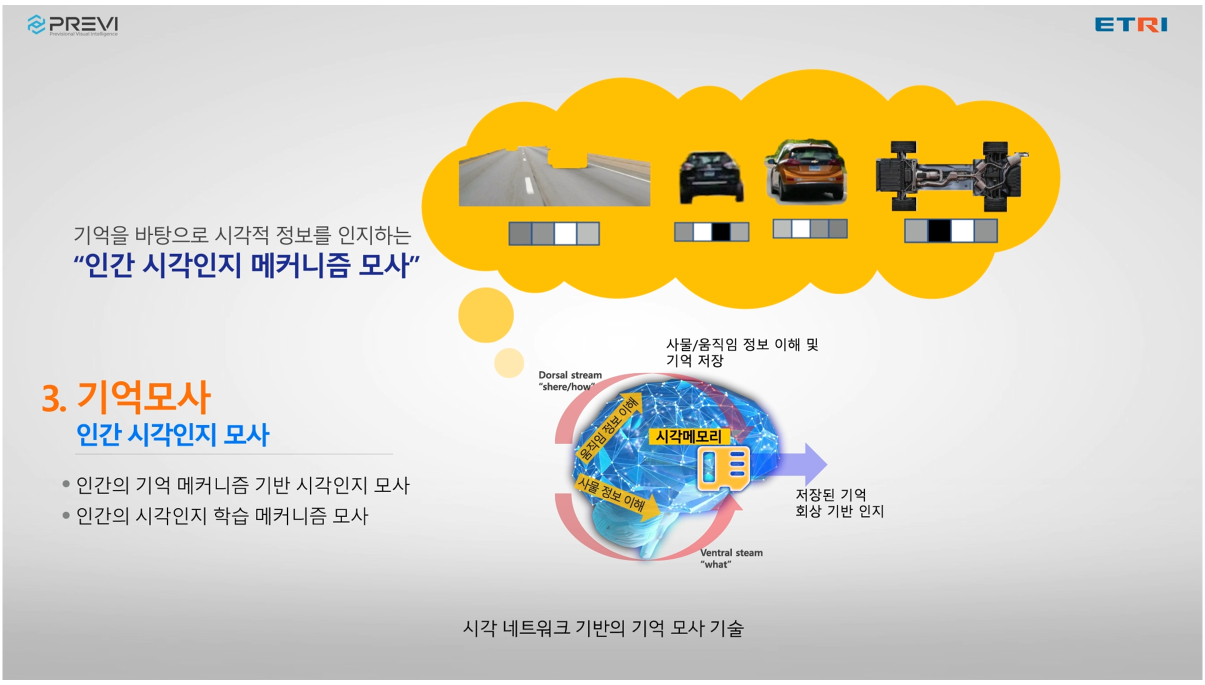 PREVI
Previsional Visual Intelligence
ETRI
기억을 바탕으로 시각적 정보를 인지하는
“인간 시각인지 메커니즘 모사”
3. 기억모사
인간 시각인지 모사
• 인간의 기억 메커니즘 기반 시각인지 모사
• 인간의 시각인지 학습 메커니즘 모사
사물/움직임 정보 이해 및
기억 저장
Dorsal stream
“shere/how”
움직임 정보 이해
시각메모리
사물 정보 이해
저장된 기억
회상 기반 인지
Ventral steam
“what”
시각 네트워크 기반의 기억 모사 기술